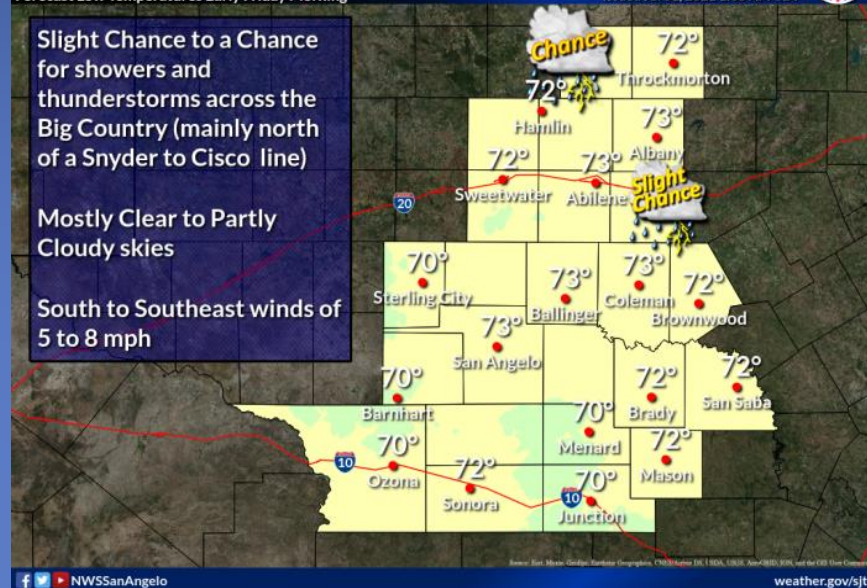 Slight Chance to a Chance
for showers and
thunderstorms across the
Big Country (mainly north
of a Snyder to Cisco line)
Mostly Clear to Partly
Cloudy skies
South to Southeast winds of
5 to 8 mph
Chance
72°
Throckmorton
72°
Hamlin
73°
Albany
72°
Sweetwater
73°
Abilene
Slight
Chance
20
70°
Sterling City
73°
Ballinger
73°
Coleman
72°
Brownwood
73°
San Angelo
70°
Barnhart
72°
Brady
72°
San Saba
70°
Menard
72°
Mason
70°
Ozona
10
72°
Sonora
10
70°
Junction
NWSSanAngelo
weather.gov/sjt